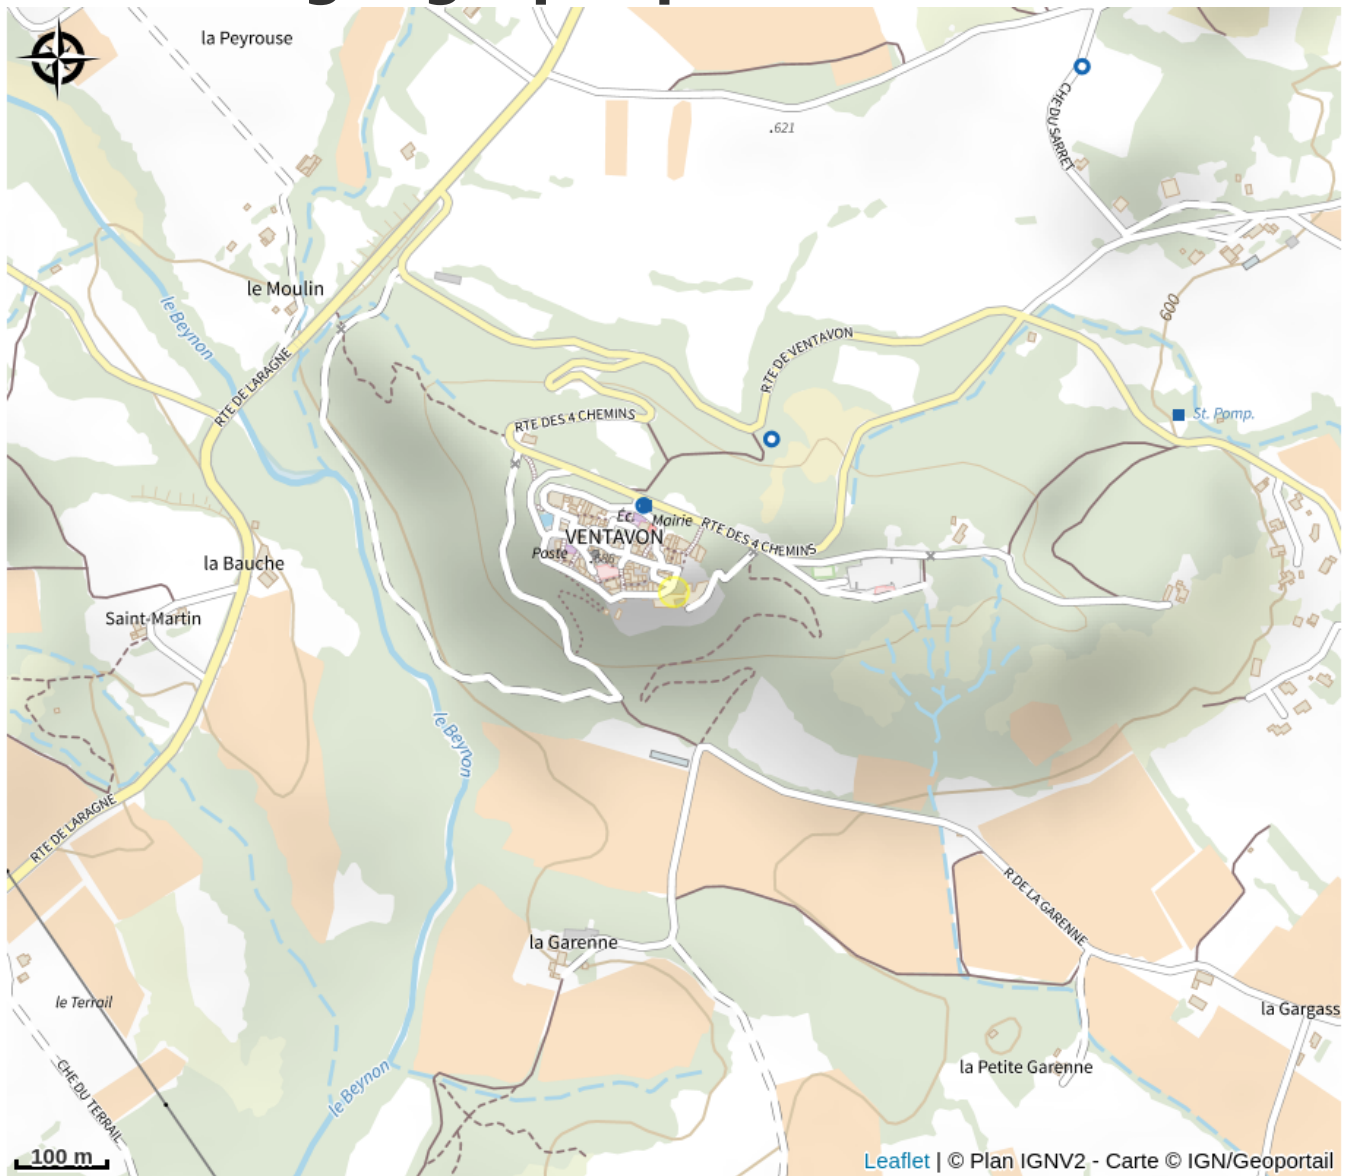 la Peyrouse
CHE DU SARRET
.621
le Moulin
le Beynon
600
RTE DE VENTAVON
RTE DE LARAGNE
RTE DES 4 CHEMINS
St. Pomp.
Éc.
Mairie
RTE DES 4 CHEMINS
VENTAVON
Poste
la Bauche
Saint-Martin
le Beynon
RTE DE LARAGNE
R DE LA GARENNE
la Garenne
le Terrail
la Gargass
la Petite Garenne
CHE DU TERRAIL
le Beynon
100 m
Leaflet | © Plan IGNV2 - Carte © IGN/Geoportail